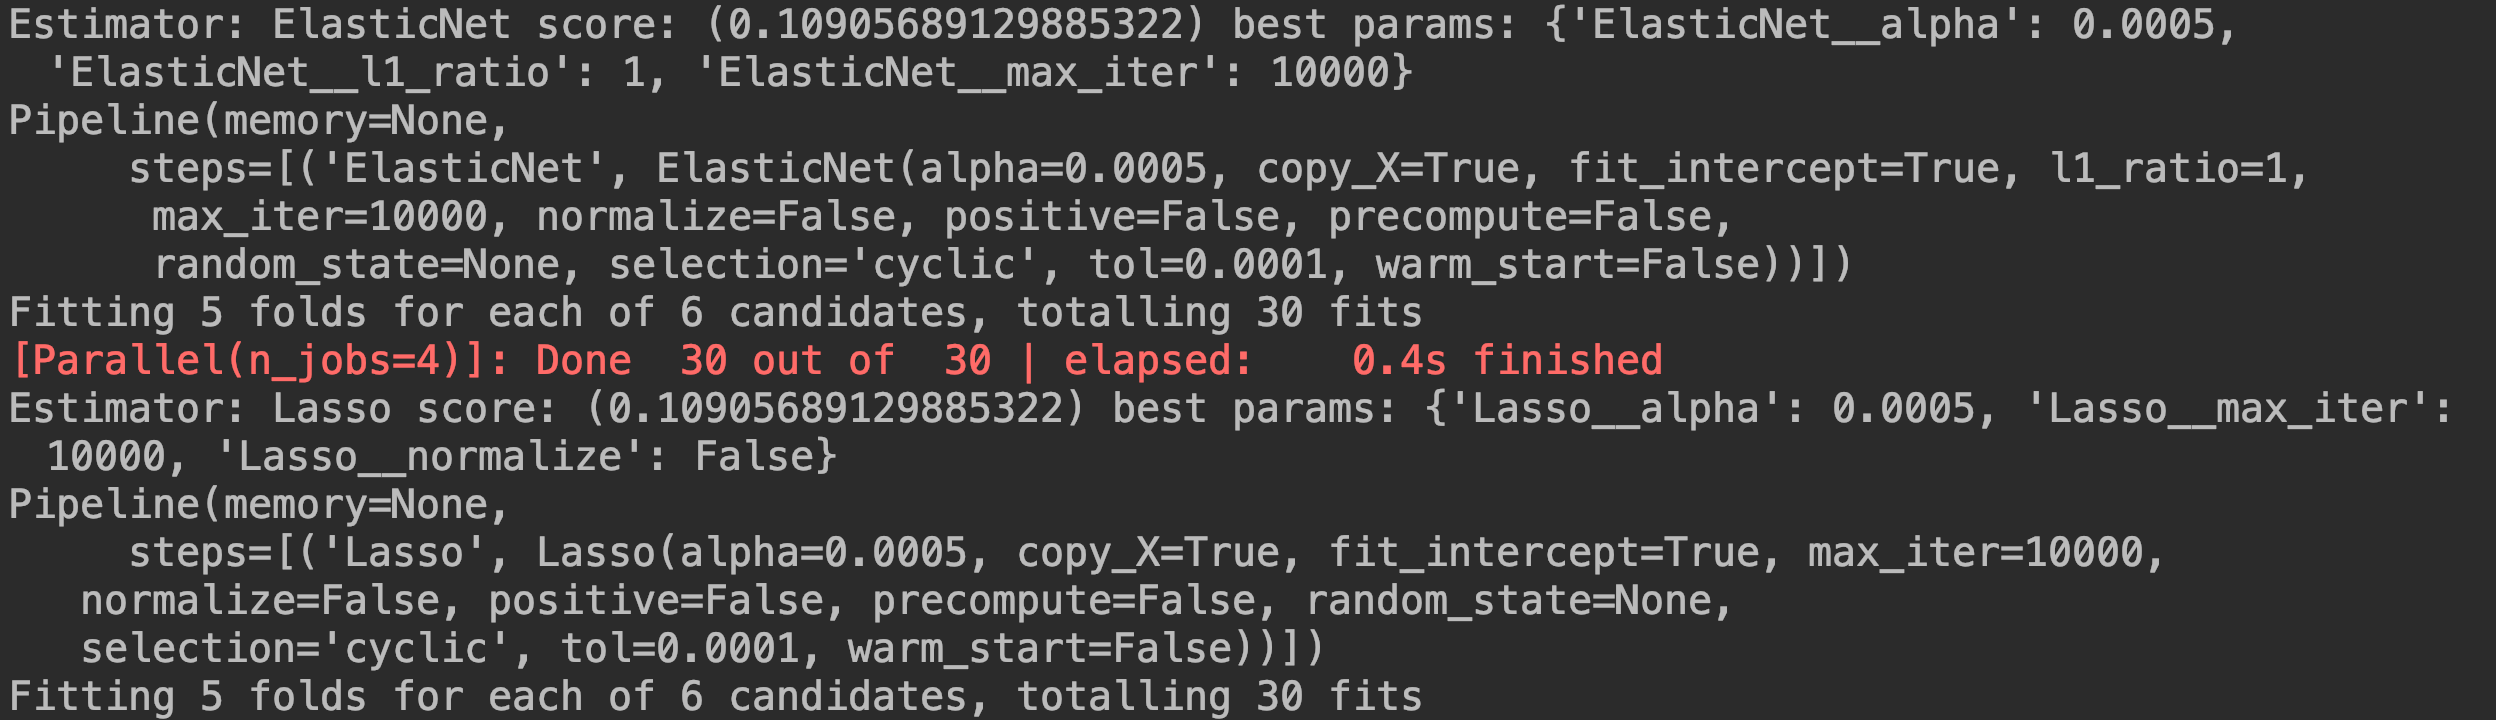 Estimator: ElasticNet score: (0.10905689129885322) best params: {'ElasticNet__alpha': 0.0005,
'ElasticNet__l1_ratio': 1, 'ElasticNet__max_iter': 10000}
Pipeline(memory=None,
steps=[('ElasticNet', ElasticNet(alpha=0.0005, copy_X=True, fit_intercept=True, l1_ratio=1,
max_iter=10000, normalize=False, positive=False, precompute=False,
random_state=None, selection='cyclic', tol=0.0001, warm_start=False))])
Fitting 5 folds for each of 6 candidates, totalling 30 fits
[Parallel(n_jobs=4)]: Done  30 out of  30 | elapsed:    0.4s finished
Estimator: Lasso score: (0.10905689129885322) best params: {'Lasso__alpha': 0.0005, 'Lasso__max_iter':
10000, 'Lasso__normalize': False}
Pipeline(memory=None,
steps=[('Lasso', Lasso(alpha=0.0005, copy_X=True, fit_intercept=True, max_iter=10000,
normalize=False, positive=False, precompute=False, random_state=None,
selection='cyclic', tol=0.0001, warm_start=False))])
Fitting 5 folds for each of 6 candidates, totalling 30 fits